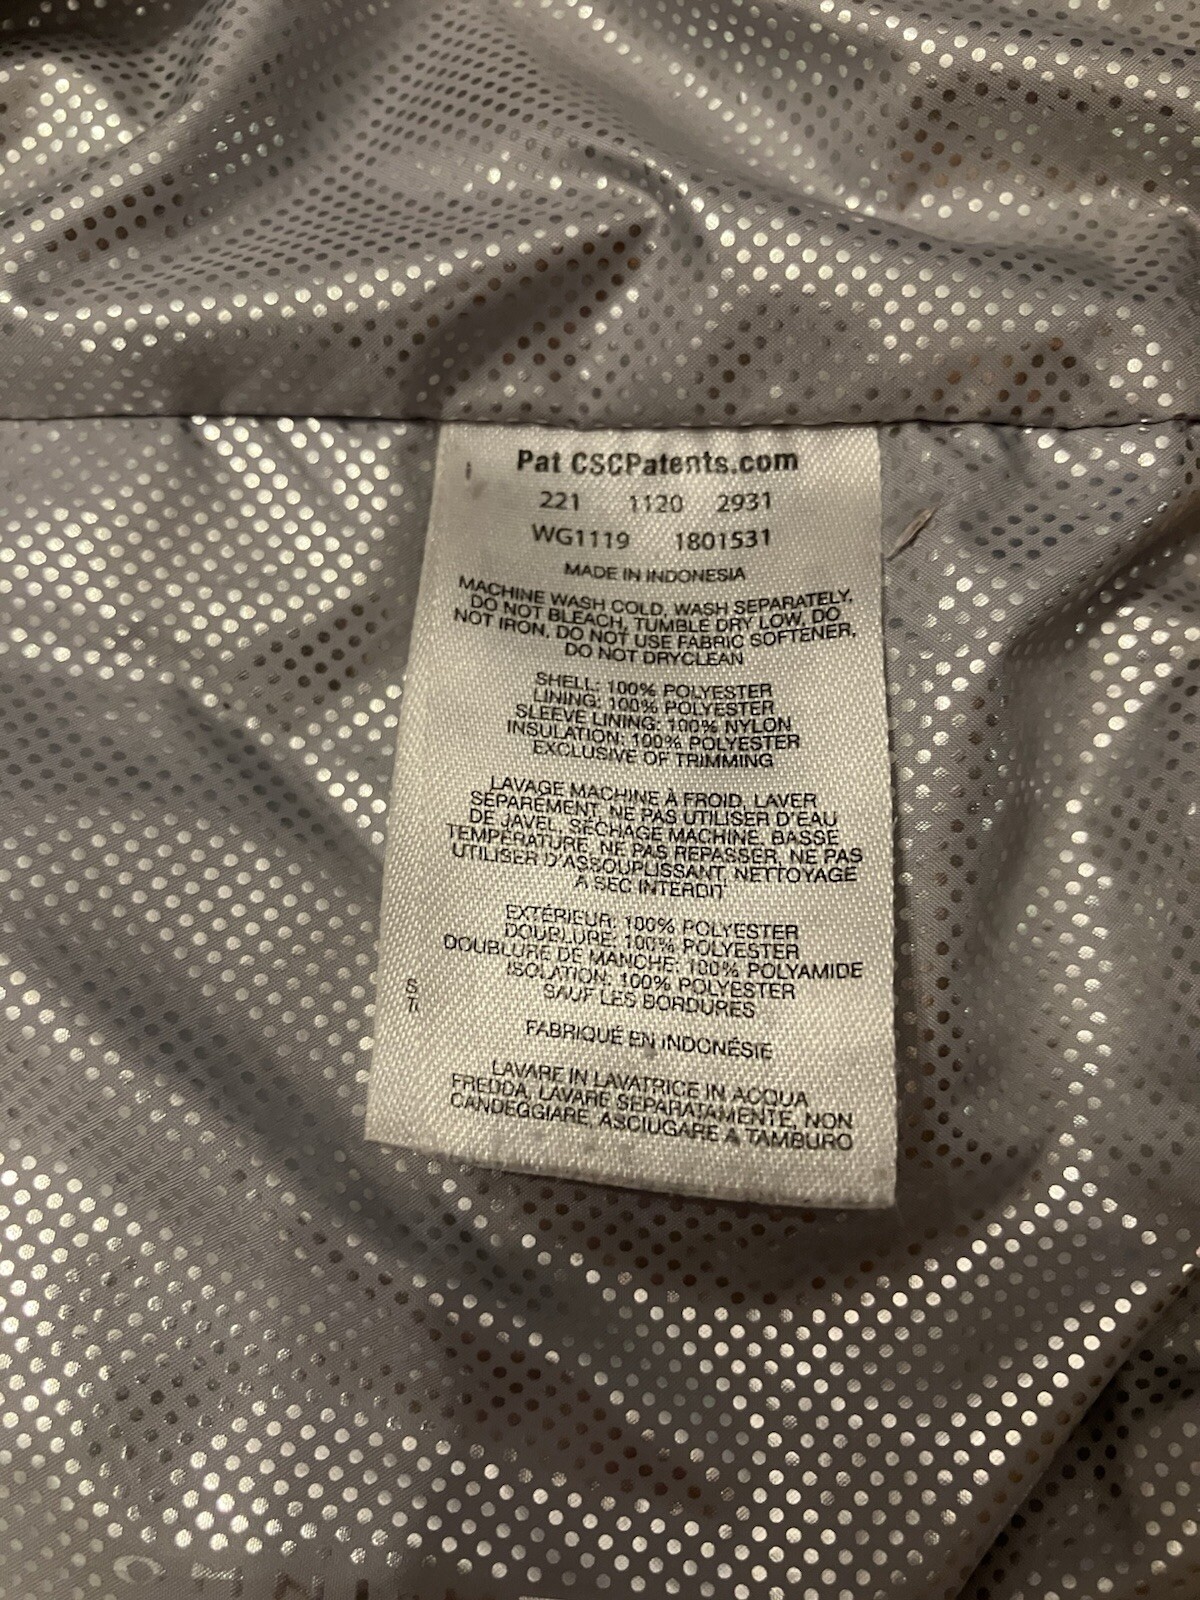 Pat CSCPatents.com
221 1120 2931
WG1119 1801531
MADE IN INDONESIA
MACHINE WASH COLD, WASH SEPARATELY,
DO NOT BLEACH, TUMBLE DRY LOW, DO
NOT IRON, DO NOT USE FABRIC SOFTENER,
DO NOT DRYCLEAN
SHELL: 100% POLYESTER
LINING: 100% POLYESTER
SLEEVE LINING: 100% NYLON
INSULATION: 100% POLYESTER
EXCLUSIVE OF TRIMMING
LAVAGE MACHINE À FROID, LAVER
SÉPAREMENT, NE PAS UTILISER D'EAU
DE JAVEL, SÉCHAGE MACHINE, BASSE
TEMPÉRATURE, NE PAS REPASSER, NE PAS
UTILISER D'ASSOUPLISSANT, NETTOYAGE
À SEC INTERDIT
EXTÉRIEUR: 100% POLYESTER
DOUBLURE: 100% POLYESTER
DOUBLURE DE MANCHE: 100% POLYAMIDE
ISOLATION: 100% POLYESTER
SAUF LES BORDURES
FABRIQUÉ EN INDONÉSIE
LAVARE IN LAVATRICE IN ACQUA
FREDDA, LAVARE SEPARATAMENTE, NON
CANDEGGIARE, ASCIUGARE A TAMBURO